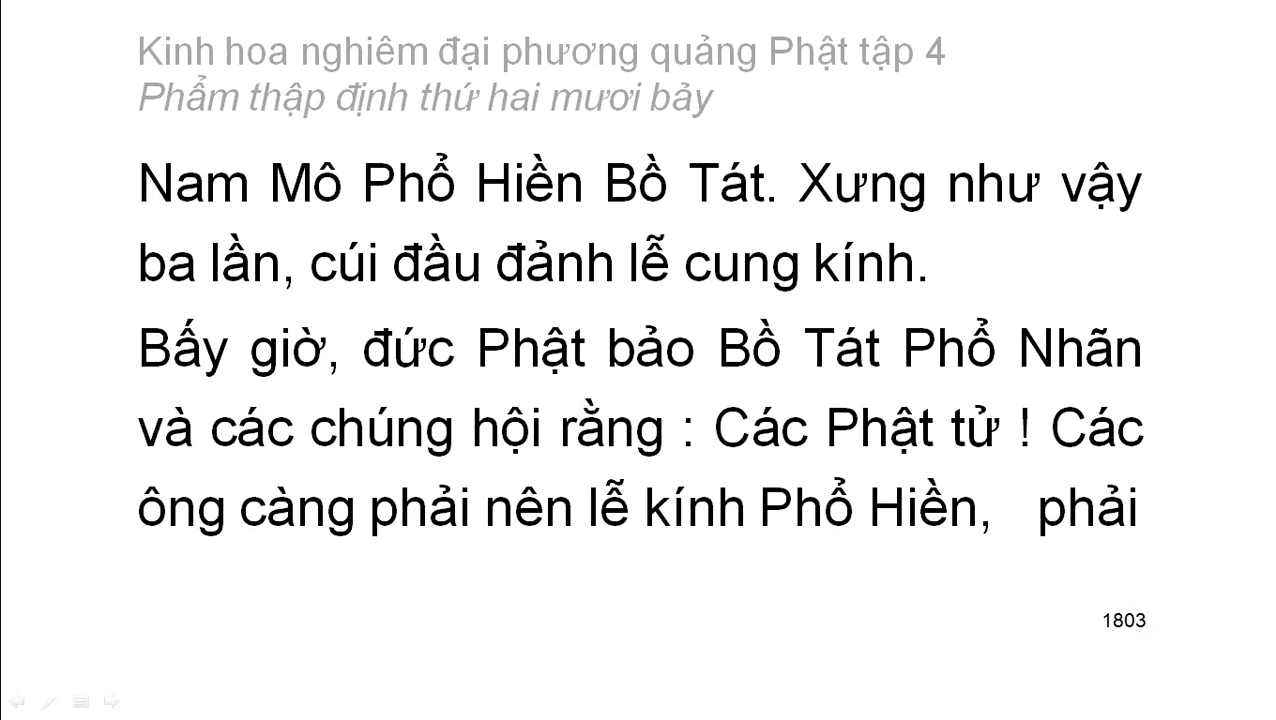 Kinh hoa nghiêm đại phương quảng Phật tập 4
Phẩm thập định thứ hai mươi bảy
Nam Mô Phổ Hiền Bồ Tát. Xưng như vậy
ba lần, cúi đầu đảnh lễ cung kính.
Bấy giờ, đức Phật bảo Bồ Tát Phổ Nhãn
và các chúng hội rằng : Các Phật tử ! Các
ông càng phải nên lễ kính Phổ Hiền, phải
1803